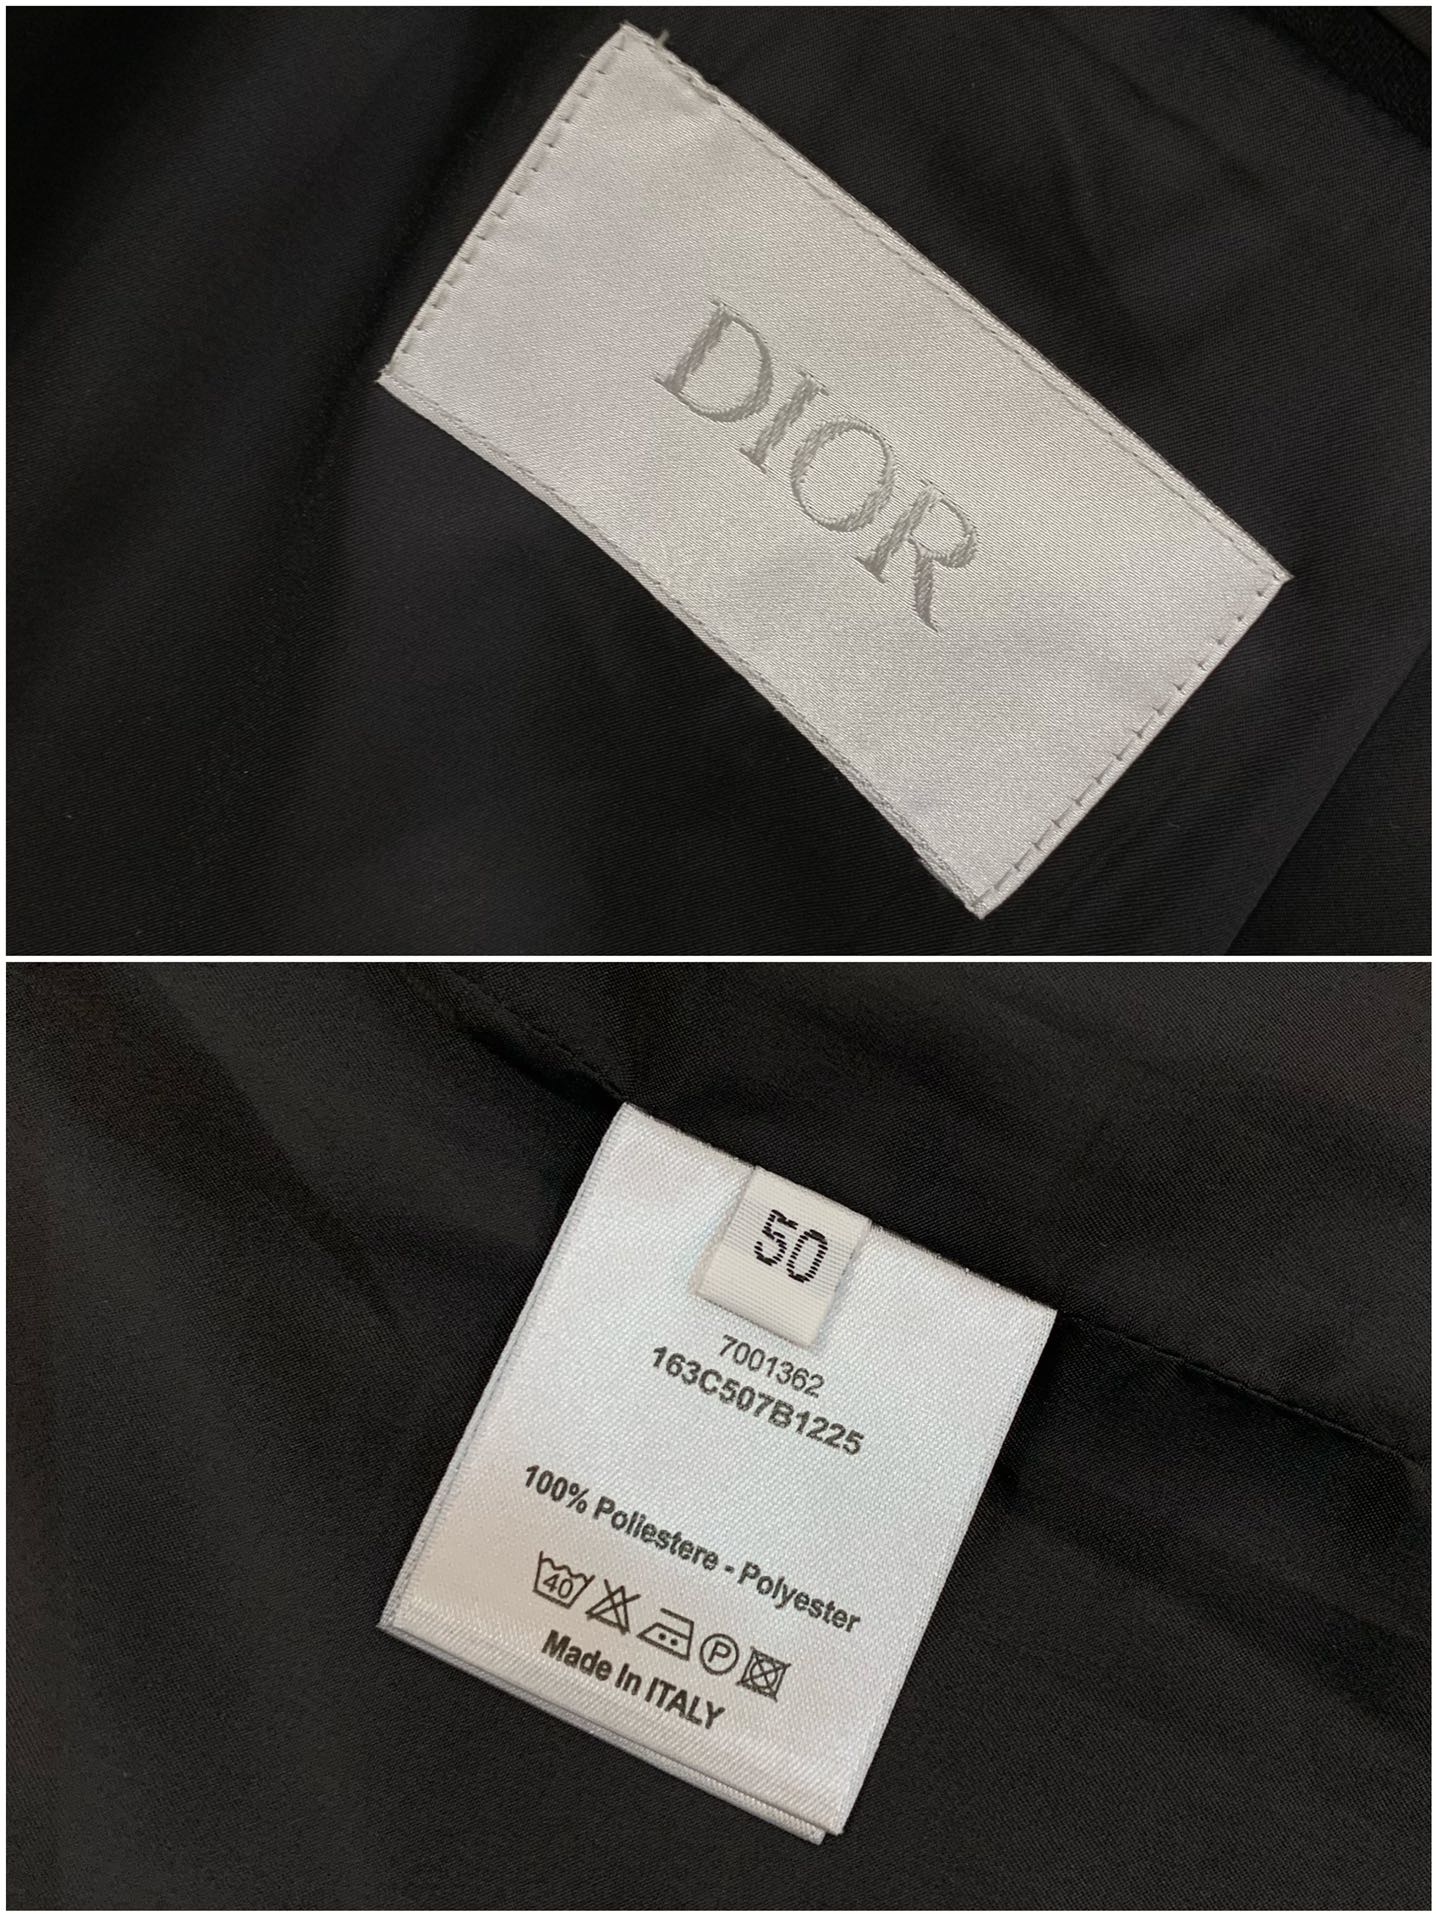 DIOR
50
7001362
163C507B1225
100% Poliestere - Polyester
40 P
Made In ITALY